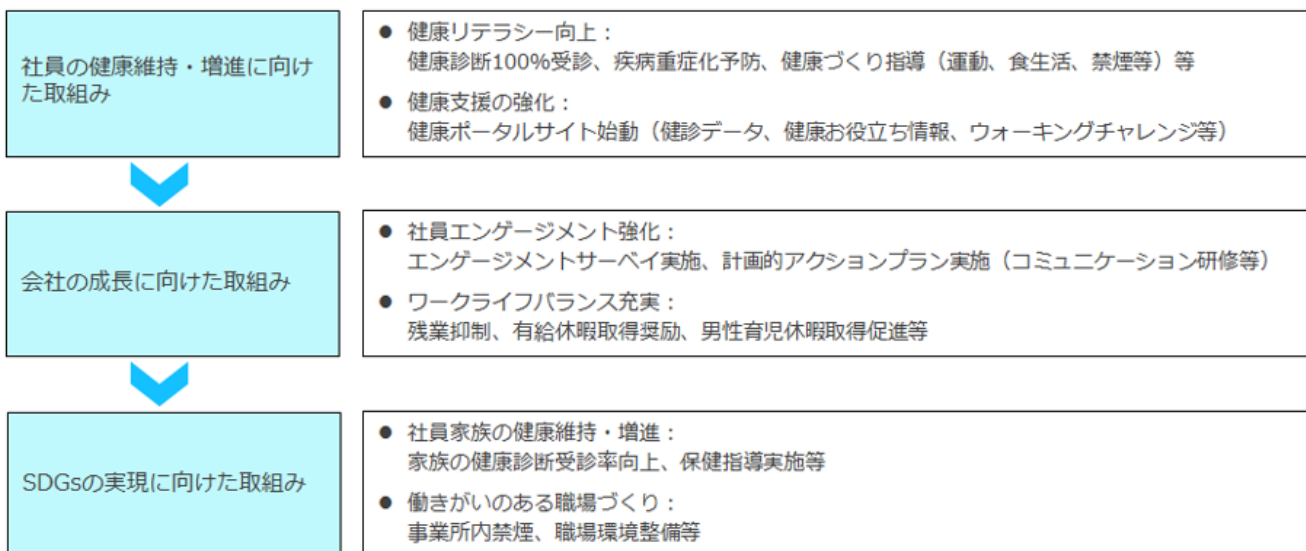 社員の健康維持・増進に向け
た取組み
● 健康リテラシー向上：
健康診断100%受診、疾病重症化予防、健康づくり指導（運動、食生活、禁煙等）等
● 健康支援の強化：
健康ポータルサイト始動（健診データ、健康お役立ち情報、ウォーキングチャレンジ等）
会社の成長に向けた取組み
● 社員エンゲージメント強化：
エンゲージメントサーベイ実施、計画的アクションプラン実施（コミュニケーション研修等）
● ワークライフバランス充実：
残業抑制、有給休暇取得奨励、男性育児休暇取得促進等
SDGsの実現に向けた取組み
● 社員家族の健康維持・増進：
家族の健康診断受診率向上、保健指導実施等
● 働きがいのある職場づくり：
事業所内禁煙、職場環境整備等